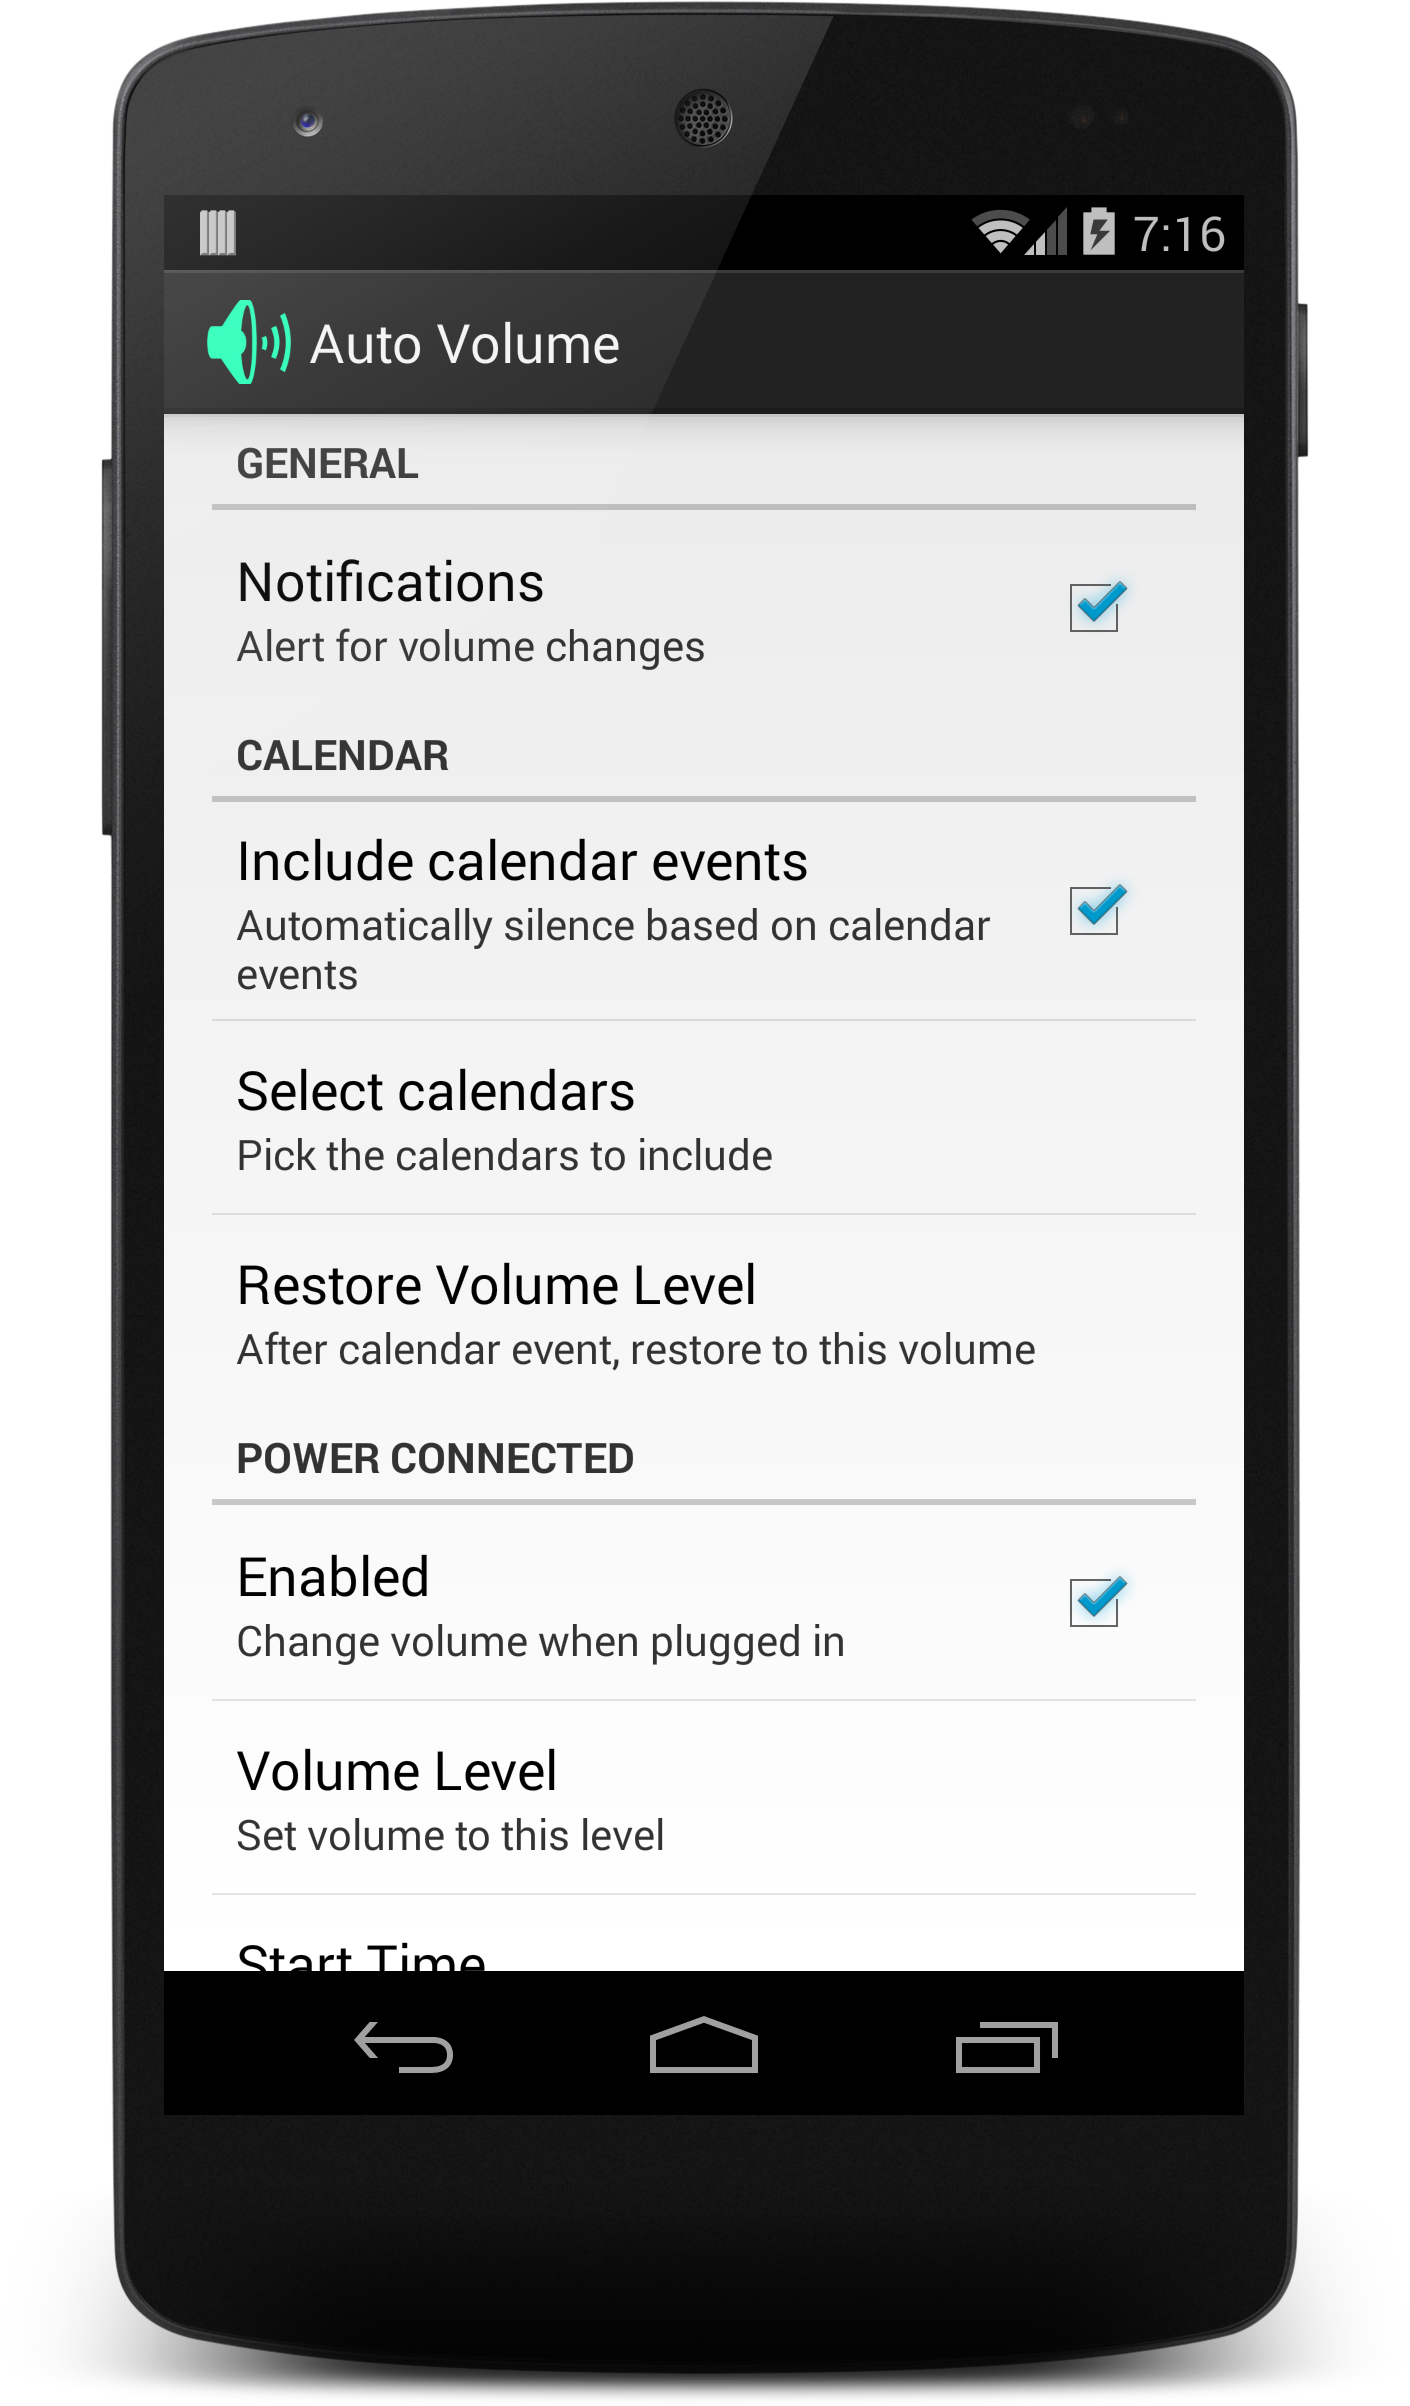 7:16
Auto Volume
GENERAL
Notifications
Alert for volume changes
CALENDAR
Include calendar events
Automatically silence based on calendar
events
Select calendars
Pick the calendars to include
Restore Volume Level
After calendar event, restore to this volume
POWER CONNECTED
Enabled
Change volume when plugged in
Volume Level
Set volume to this level
Start Time